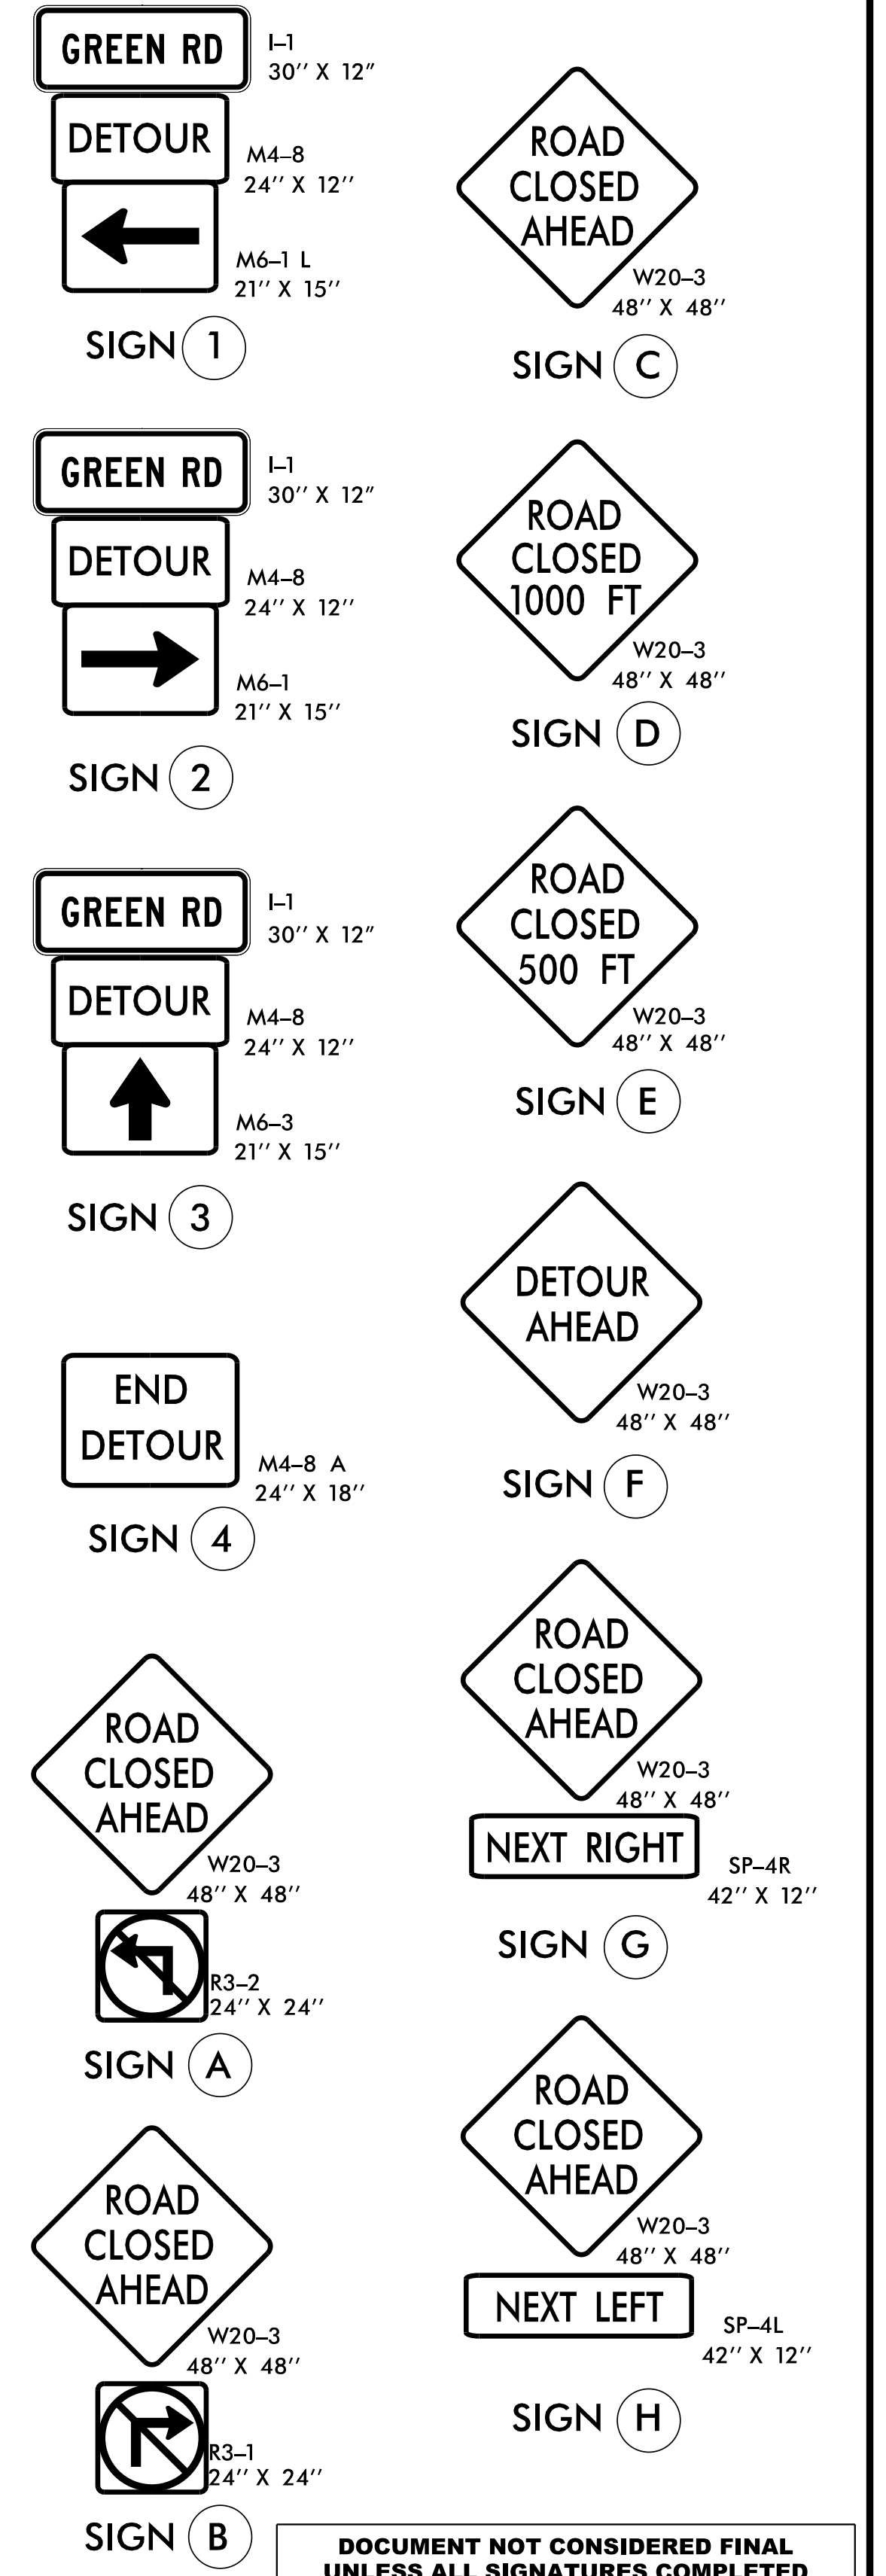 GREEN RD
I–1
30'' X 12"
DETOUR
M4–8
24'' X 12''
M6–1 L
21'' X 15''
SIGN 1
GREEN RD
I–1
30'' X 12"
DETOUR
M4–8
24'' X 12''
M6–1
21'' X 15''
SIGN 2
GREEN RD
I–1
30'' X 12"
DETOUR
M4–8
24'' X 12''
M6–3
21'' X 15''
SIGN 3
END
DETOUR
M4–8 A
24'' X 18''
SIGN 4
ROAD
CLOSED
AHEAD
W20–3
48'' X 48''
R3–2
24'' X 24''
SIGN A
ROAD
CLOSED
AHEAD
W20–3
48'' X 48''
R3–1
24'' X 24''
SIGN B
ROAD
CLOSED
AHEAD
W20–3
48'' X 48''
SIGN C
ROAD
CLOSED
1000 FT
W20–3
48'' X 48''
SIGN D
ROAD
CLOSED
500 FT
W20–3
48'' X 48''
SIGN E
DETOUR
AHEAD
W20–3
48'' X 48''
SIGN F
ROAD
CLOSED
AHEAD
W20–3
48'' X 48''
NEXT RIGHT
SP–4R
42'' X 12''
SIGN G
ROAD
CLOSED
AHEAD
W20–3
48'' X 48''
NEXT LEFT
SP–4L
42'' X 12''
SIGN H
DOCUMENT NOT CONSIDERED FINAL
UNLESS ALL SIGNATURES COMPLETED